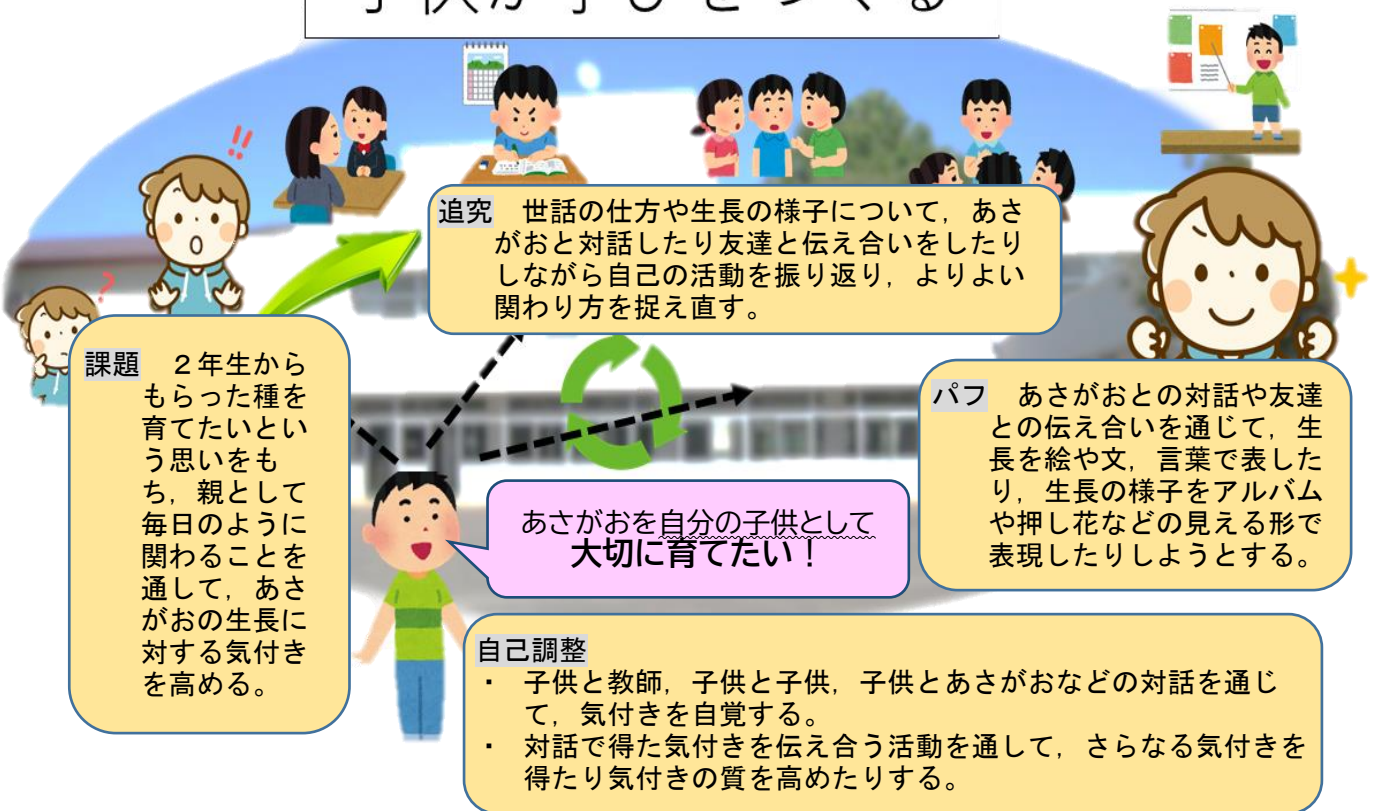 子供が学びをつくる
!!
?
追究　世話の仕方や生長の様子について，あさ
がおと対話したり友達と伝え合いをしたり
しながら自己の活動を振り返り，よりよい
関わり方を捉え直す。
課題　２年生から
もらった種を
育てたいとい
う思いをも
ち，親として
毎日のように
関わることを
通して，あさ
がおの生長に
対する気付き
を高める。
パフ　あさがおとの対話や友達
との伝え合いを通じて，生
長を絵や文，言葉で表した
り，生長の様子をアルバム
や押し花などの見える形で
表現したりしようとする。
あさがおを自分の子供として
大切に育てたい！
自己調整
・　子供と教師，子供と子供，子供とあさがおなどの対話を通じ
て，気付きを自覚する。
・　対話で得た気付きを伝え合う活動を通して，さらなる気付きを
得たり気付きの質を高めたりする。